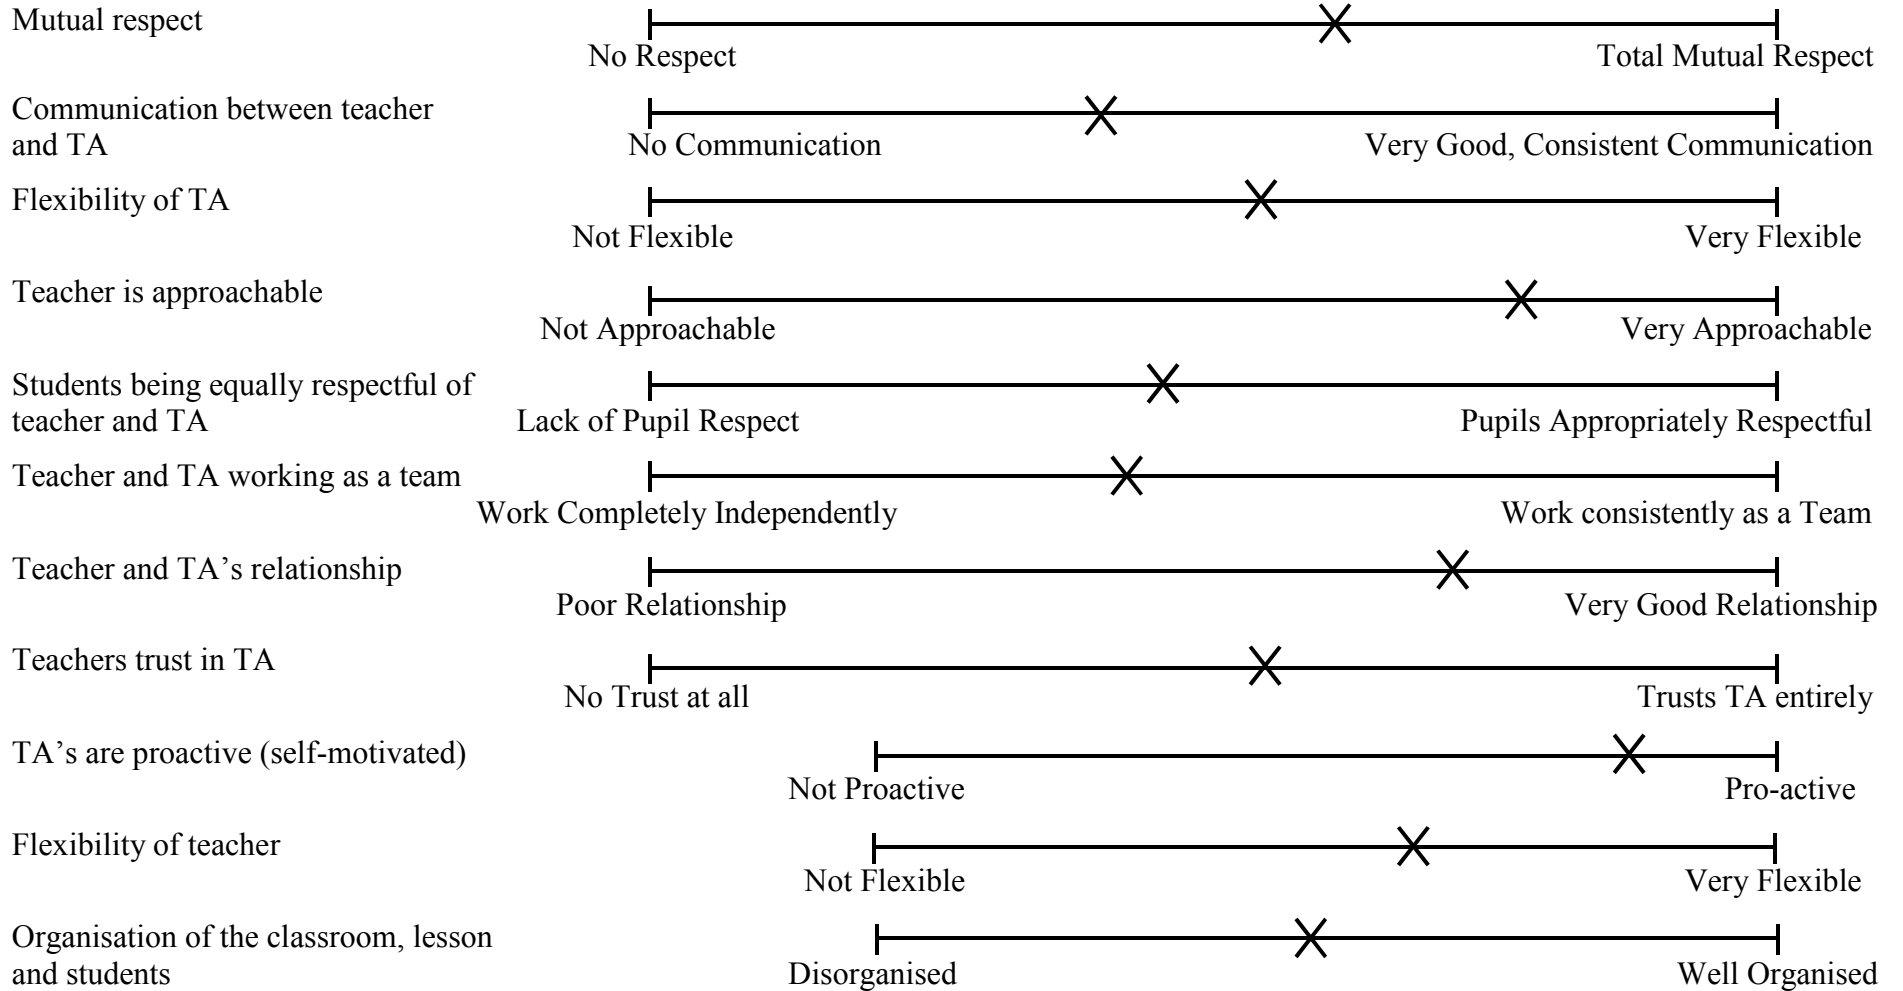 Mutual respect
No Respect Total Mutual Respect
Communication between teacher
and TA
No Communication Very Good, Consistent Communication
Flexibility of TA
Not Flexible Very Flexible
Teacher is approachable
Not Approachable Very Approachable
Students being equally respectful of
teacher and TA
Lack of Pupil Respect Pupils Appropriately Respectful
Teacher and TA working as a team
Work Completely Independently Work consistently as a Team
Teacher and TA’s relationship
Poor Relationship Very Good Relationship
Teachers trust in TA
No Trust at all Trusts TA entirely
TA’s are proactive (self-motivated)
Not Proactive Pro-active
Flexibility of teacher
Not Flexible Very Flexible
Organisation of the classroom, lesson
and students
Disorganised Well Organised